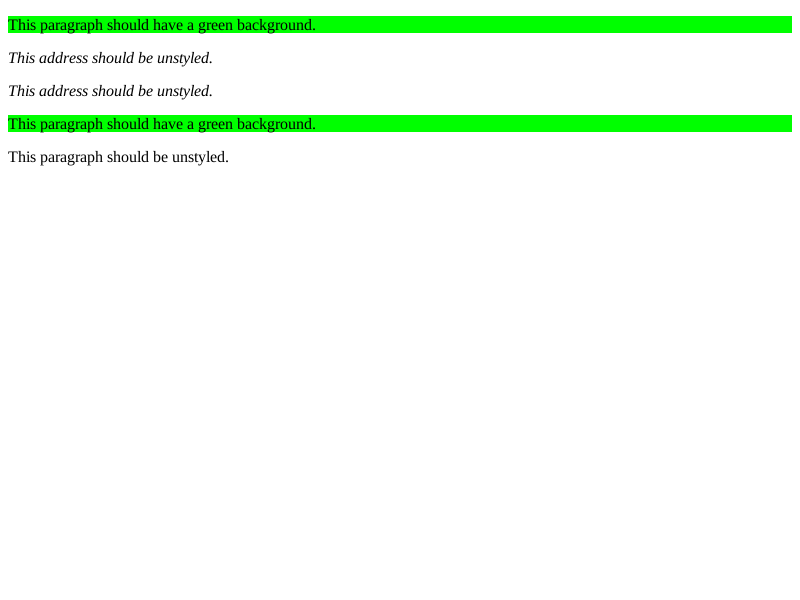 This paragraph should have a green background.
This address should be unstyled.
This address should be unstyled.
This paragraph should have a green background.
This paragraph should be unstyled.